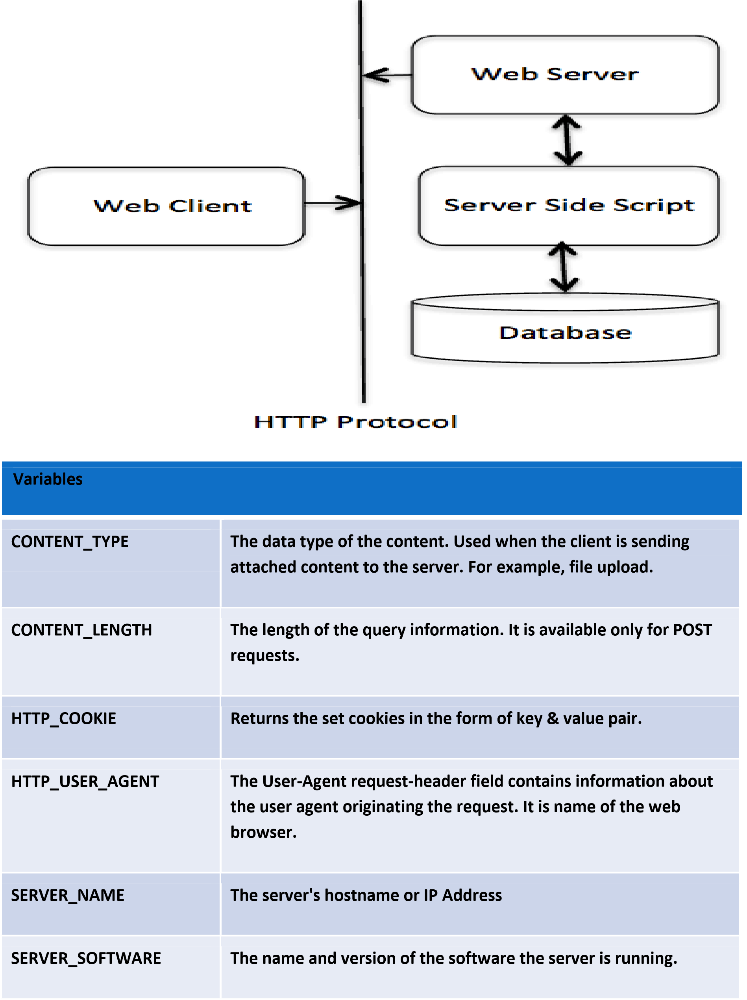 Web Server
Web Client
Server Side Script
Database
HTTP Protocol
Variables
CONTENT_TYPE
The data type of the content. Used when the client is sending
attached content to the server. For example, file upload.
CONTENT_LENGTH
The length of the query information. It is available only for POST
requests.
HTTP_COOKIE
Returns the set cookies in the form of key & value pair.
HTTP_USER_AGENT
The User-Agent request-header field contains information about
the user agent originating the request. It is name of the web
browser.
SERVER_NAME
The server's hostname or IP Address
SERVER_SOFTWARE
The name and version of the software the server is running.